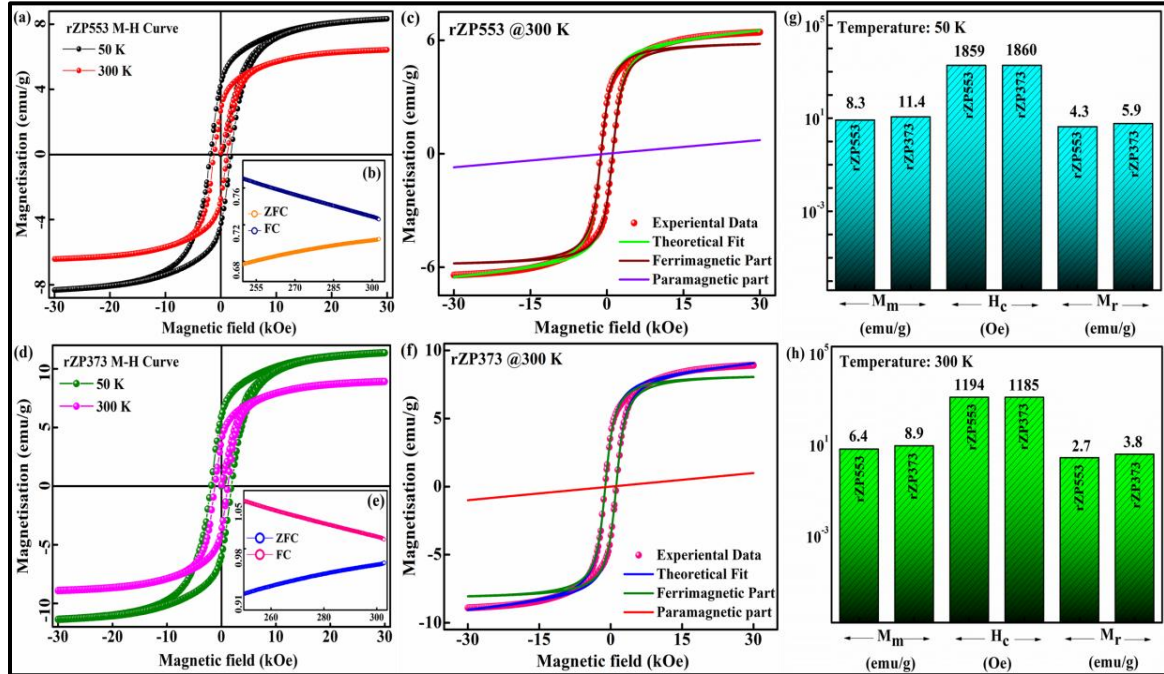 (a)
rZP553 M-H Curve
50 K
300 K
Magnetisation (emu/g)
8
4
0
-4
-8
-30
-20
-10
0
10
20
30
Magnetic field (kOe)
(b)
ZFC
FC
0.76
0.72
0.68
255
270
285
300
(c)
rZP553 @300 K
Magnetisation (emu/g)
6
0
-6
Experiental Data
Theoretical Fit
Ferrimagnetic Part
Paramagnetic part
-30
-15
0
15
30
Magnetic field (kOe)
(g)
Temperature: 50 K
10^5
10^1
10^-3
8.3
11.4
1859
1860
4.3
5.9
rZP553
rZP373
rZP553
rZP373
rZP553
rZP373
M_m
H_c
M_r
(emu/g)
(Oe)
(emu/g)
(d)
rZP373 M-H Curve
50 K
300 K
Magnetisation (emu/g)
10
5
0
-5
-10
-30
-20
-10
0
10
20
30
Magnetic field (kOe)
(e)
ZFC
FC
1.05
0.98
0.91
260
280
300
(f)
rZP373 @300 K
Magnetisation (emu/g)
10
5
0
-5
-10
Experiental Data
Theoretical Fit
Ferrimagnetic Part
Paramagnetic part
-30
-15
0
15
30
Magnetic field (kOe)
(h)
Temperature: 300 K
10^5
10^1
10^-3
6.4
8.9
1194
1185
2.7
3.8
rZP553
rZP373
rZP553
rZP373
rZP553
rZP373
M_m
H_c
M_r
(emu/g)
(Oe)
(emu/g)